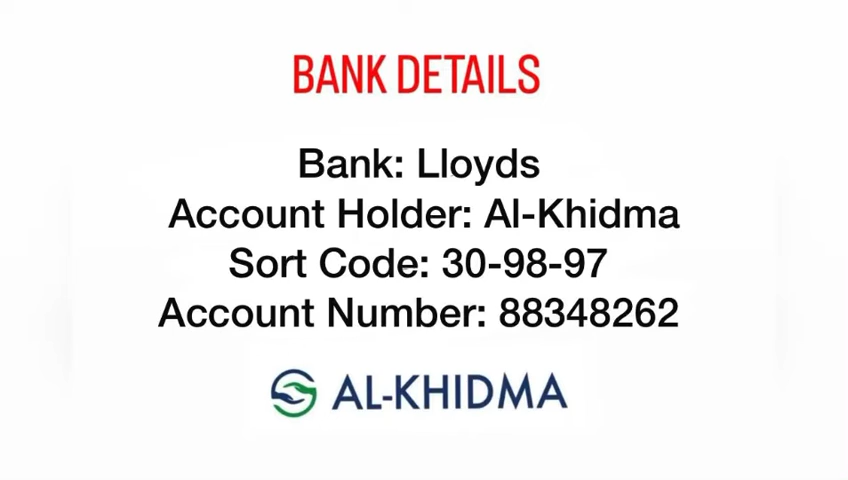 BANK DETAILS
Bank: Lloyds
Account Holder: Al-Khidma
Sort Code: 30-98-97
Account Number: 88348262
AL-KHIDMA